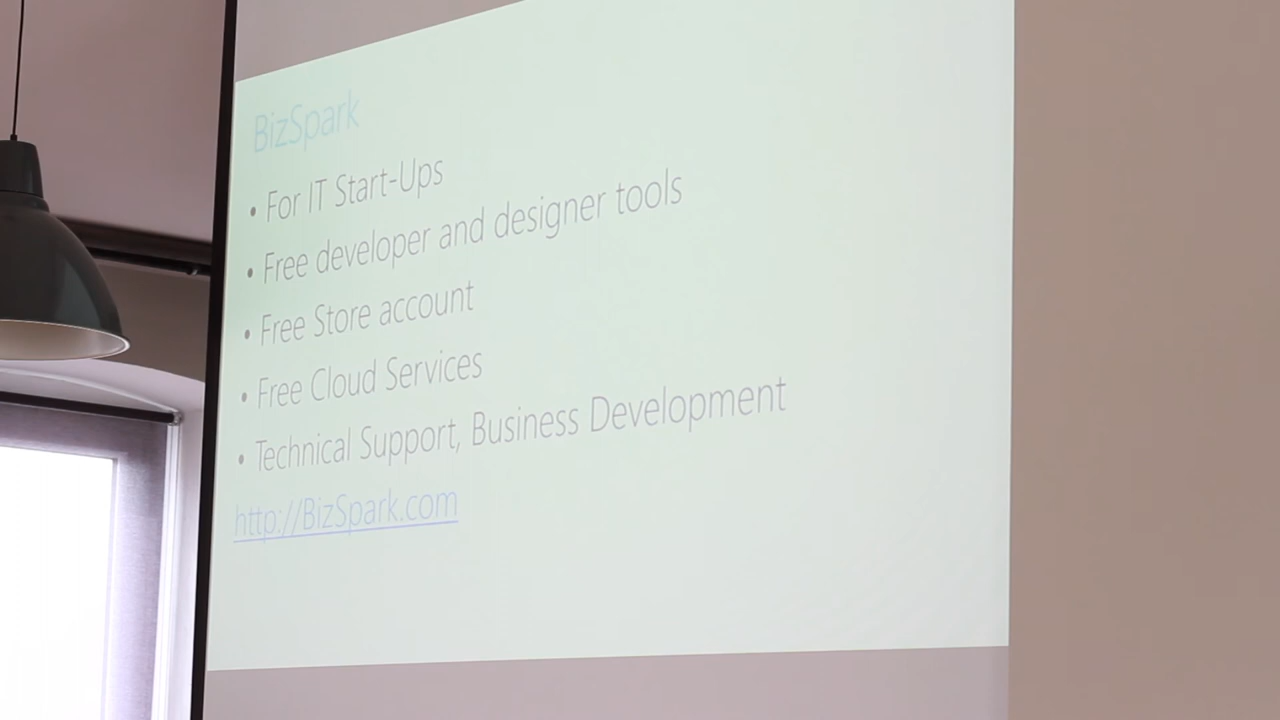 BizSpark
• For IT Start-Ups
• Free developer and designer tools
• Free Store account
• Free Cloud Services
• Technical Support, Business Development
http://BizSpark.com